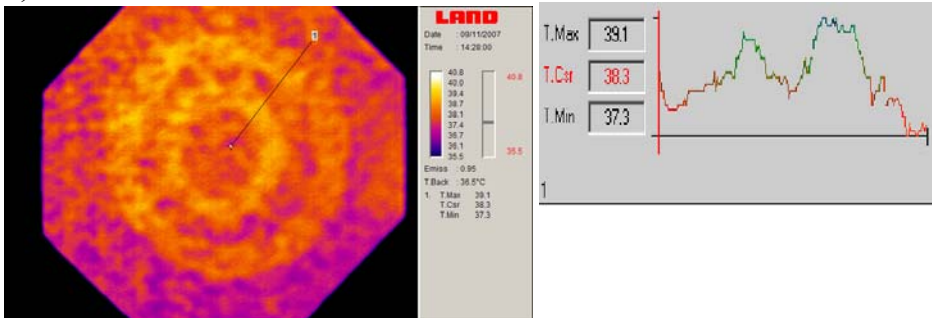 LAND
Date : 09/11/2007
Time : 14:28:00
40.8
40.0
39.4
38.7
38.1
37.4
36.7
36.1
35.5
40.8
35.5
Emiss : 0.95
T.Back : 36.5°C
1. T.Max 39.1
T.Csr 38.3
T.Min 37.3
1
T.Max 39.1
T.Csr 38.3
T.Min 37.3
1